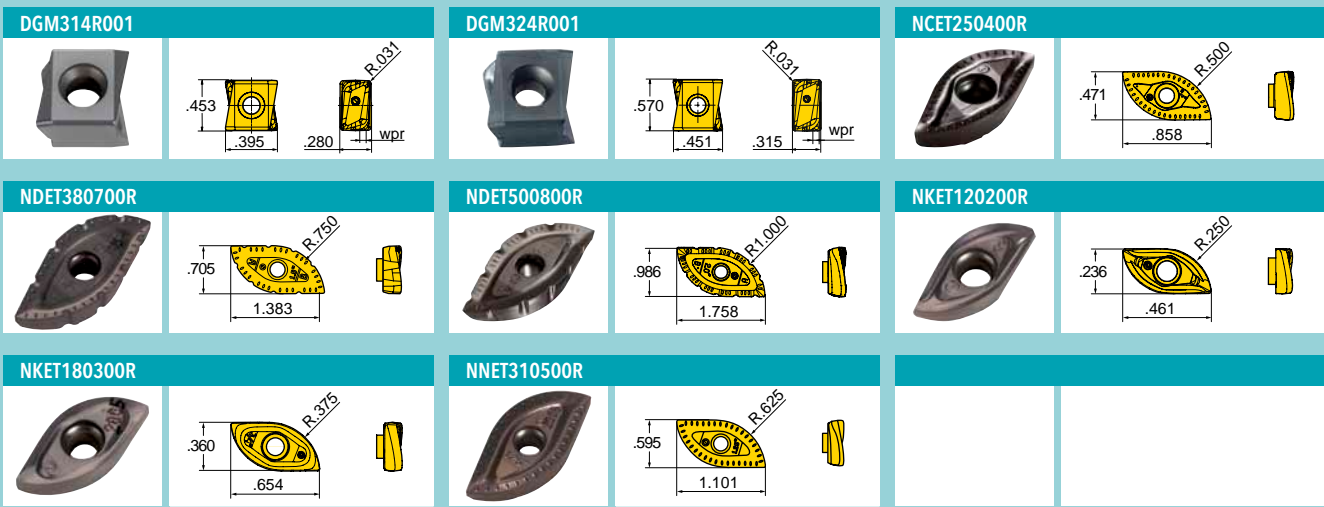 DGM314R001
.453
.395
.280
R.031
wpr
DGM324R001
.570
.451
.315
R.031
wpr
NCET250400R
.471
.858
R.500
NDET380700R
.705
1.383
R.750
NDET500800R
.986
1.758
R1.000
NKET120200R
.236
.461
R.250
NKET180300R
.360
.654
R.375
NNET310500R
.595
1.101
R.625